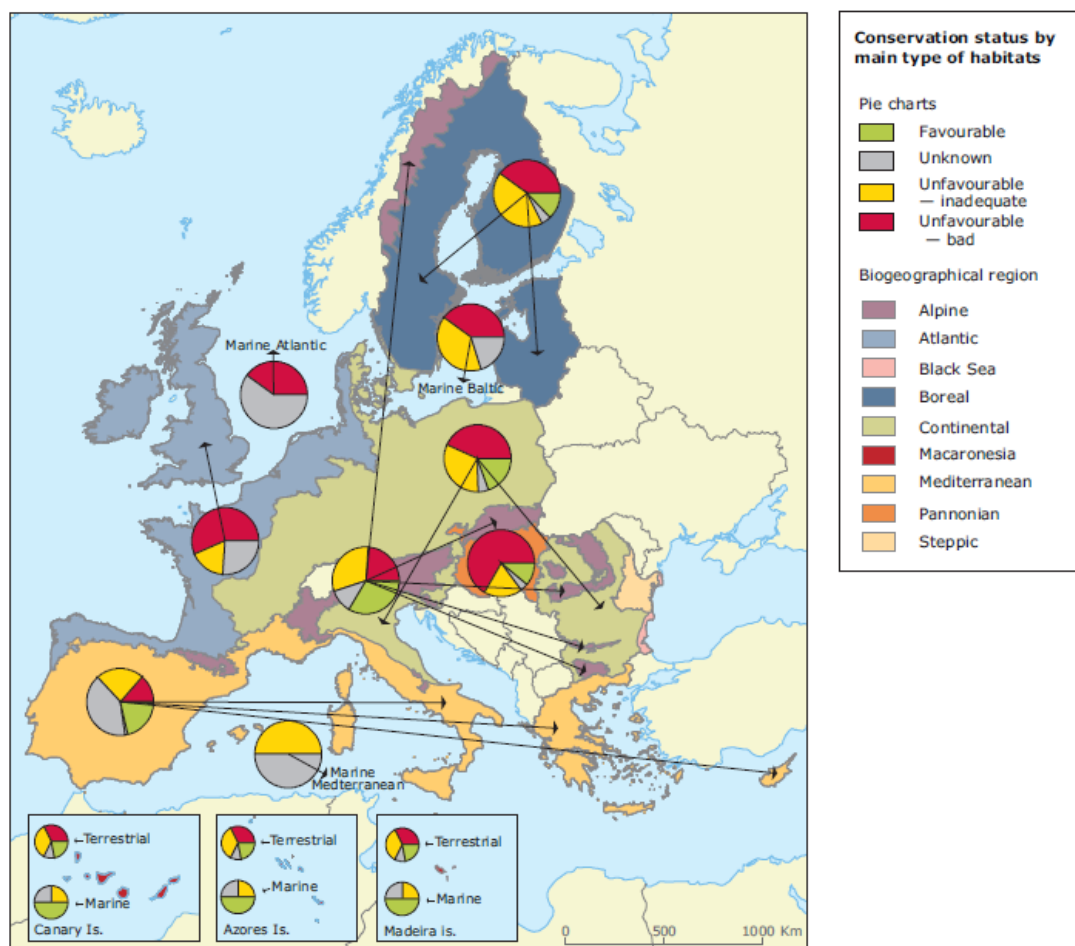 Marine Atlantic
Marine Baltic
Marine
Mediterranean
Terrestrial
Marine
Canary Is.
Terrestrial
Marine
Azores Is.
Terrestrial
Marine
Madeira is.
0 500 1000 Km
Conservation status by
main type of habitats
Pie charts
Favourable
Unknown
Unfavourable
— inadequate
Unfavourable
— bad
Biogeographical region
Alpine
Atlantic
Black Sea
Boreal
Continental
Macaronesia
Mediterranean
Pannonian
Steppic